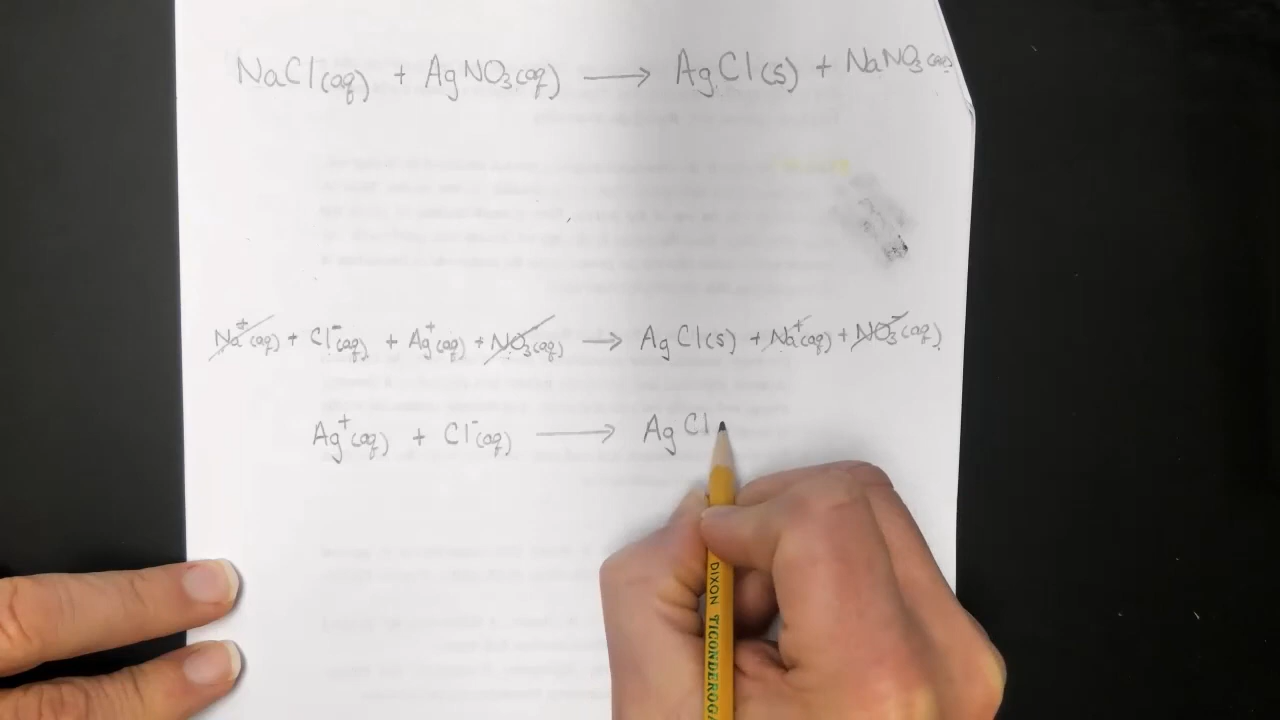 NaCl(aq) + AgNO₃(aq) ⟶ AgCl(s) + NaNO₃(aq)
Na⁺(aq) + Cl⁻(aq) + Ag⁺(aq) + NO₃⁻(aq) ⟶ AgCl(s) + Na⁺(aq) + NO₃⁻(aq)
Ag⁺(aq) + Cl⁻(aq) ⟶ AgCl
DIXON TICONDEROGA